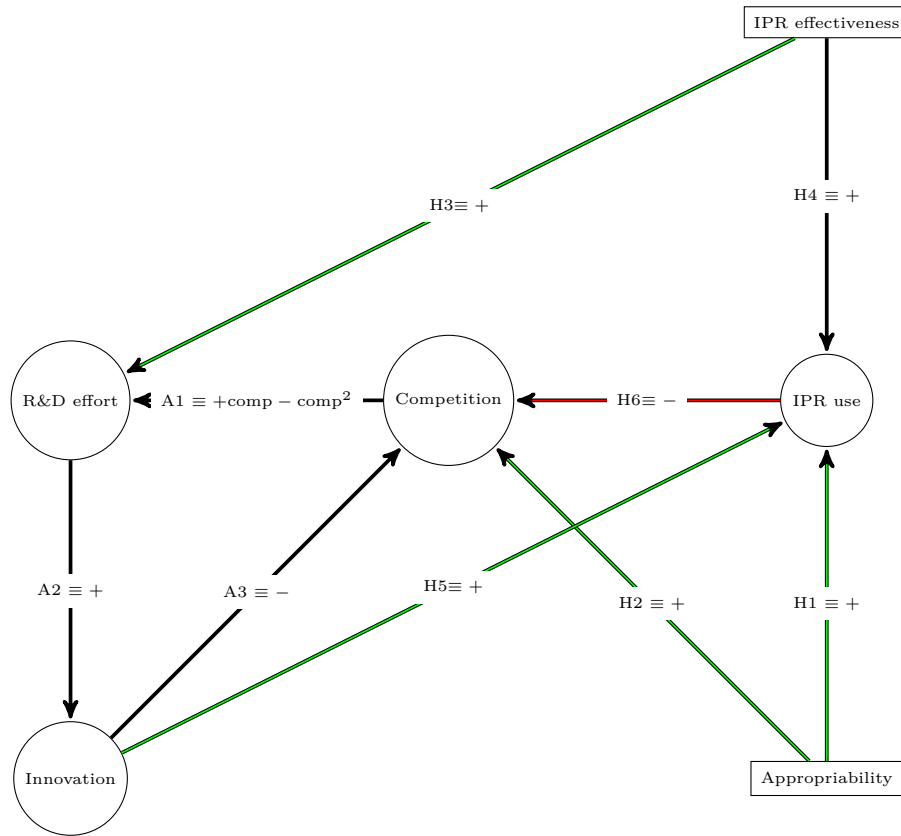 IPR effectiveness
H3≡ +
H4 ≡ +
R&D effort
A1 ≡ +comp − comp²
Competition
H6≡ −
IPR use
A2 ≡ +
A3 ≡ −
H5≡ +
H2 ≡ +
H1 ≡ +
Innovation
Appropriability